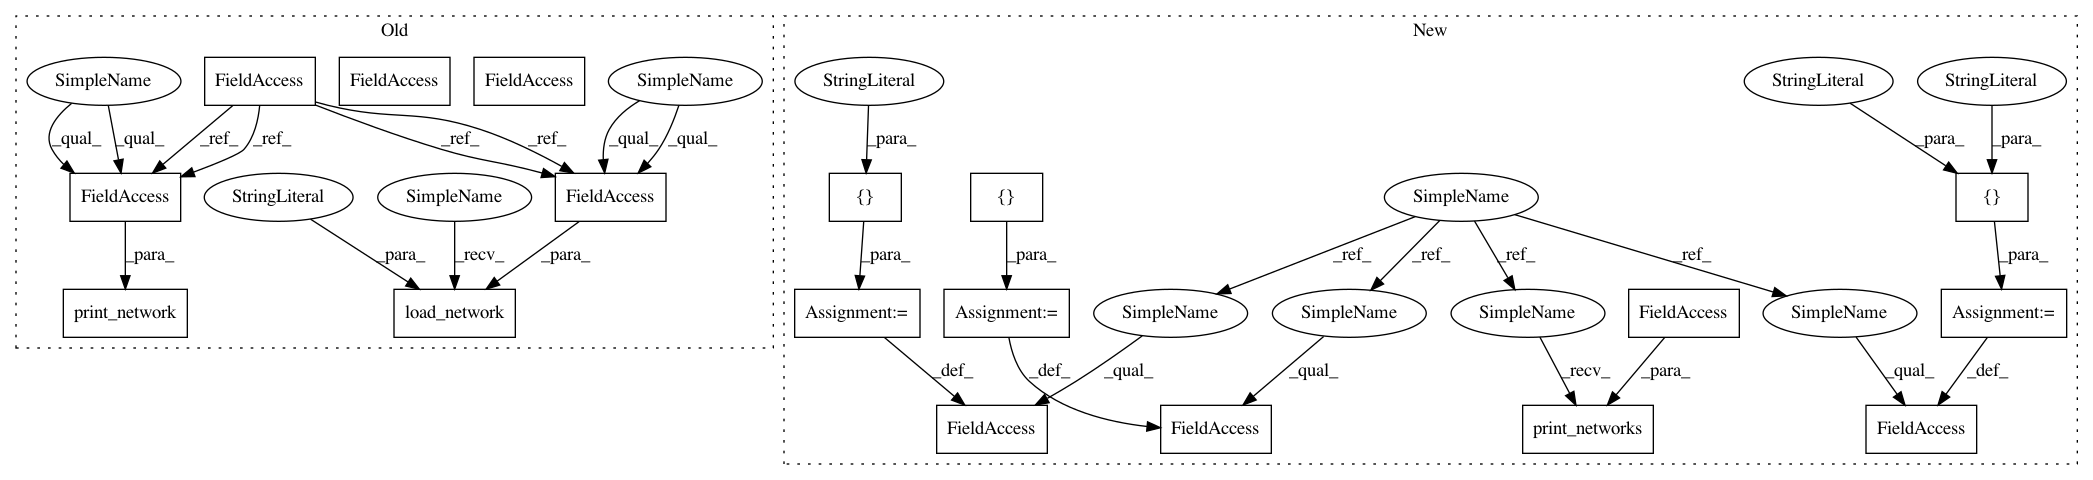 Old
New
SimpleName
FieldAccess
FieldAccess
FieldAccess
SimpleName
StringLiteral
StringLiteral
StringLiteral
_qual_
_qual_
_ref_
_ref_
_ref_
_ref_
_qual_
_qual_
_para_
_para_
_para_
FieldAccess
StringLiteral
SimpleName
FieldAccess
{}
{}
SimpleName
{}
_para_
_para_
_recv_
_para_
_para_
_para_
_ref_
_ref_
_ref_
_ref_
_para_
print_network
load_network
Assignment:=
Assignment:=
SimpleName
SimpleName
SimpleName
FieldAccess
SimpleName
Assignment:=
_def_
_def_
_qual_
_qual_
_recv_
_para_
_qual_
_def_
FieldAccess
FieldAccess
print_networks
FieldAccess